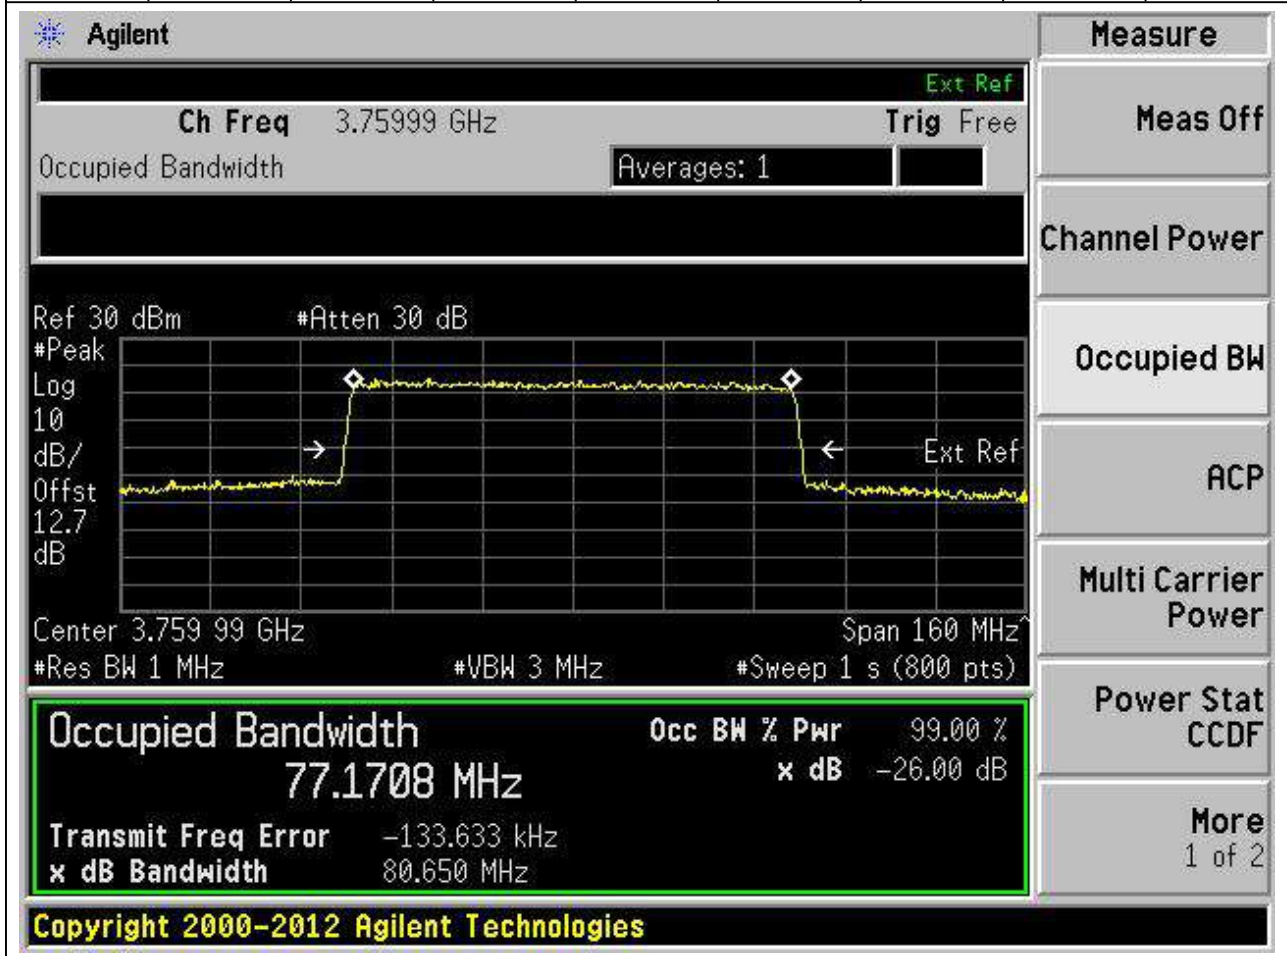 Agilent
Measure
Ext Ref
Ch Freq 3.75999 GHz Trig Free
Occupied Bandwidth Averages: 1
Meas Off
Channel Power
Occupied BW
ACP
Multi Carrier
Power
Power Stat
CCDF
More
1 of 2
Ref 30 dBm #Atten 30 dB
#Peak
Log
10
dB/
Offst
12.7
dB
Ext Ref
Center 3.759 99 GHz Span 160 MHz^
#Res BW 1 MHz #VBW 3 MHz #Sweep 1 s (800 pts)
Occupied Bandwidth Occ BW % Pwr 99.00 %
77.1708 MHz x dB -26.00 dB
Transmit Freq Error -133.633 kHz
x dB Bandwidth 80.650 MHz
Copyright 2000-2012 Agilent Technologies